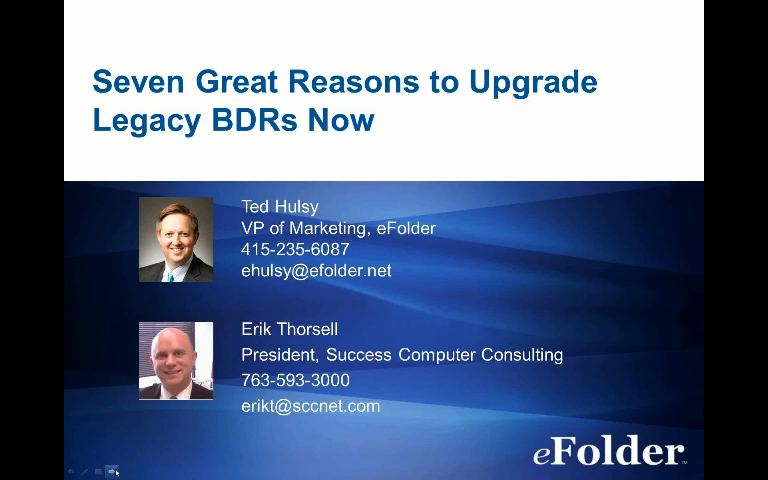 Seven Great Reasons to Upgrade
Legacy BDRs Now
Ted Hulsy
VP of Marketing, eFolder
415-235-6087
ehulsy@efolder.net
Erik Thorsell
President, Success Computer Consulting
763-593-3000
erikt@sccnet.com
eFolder™